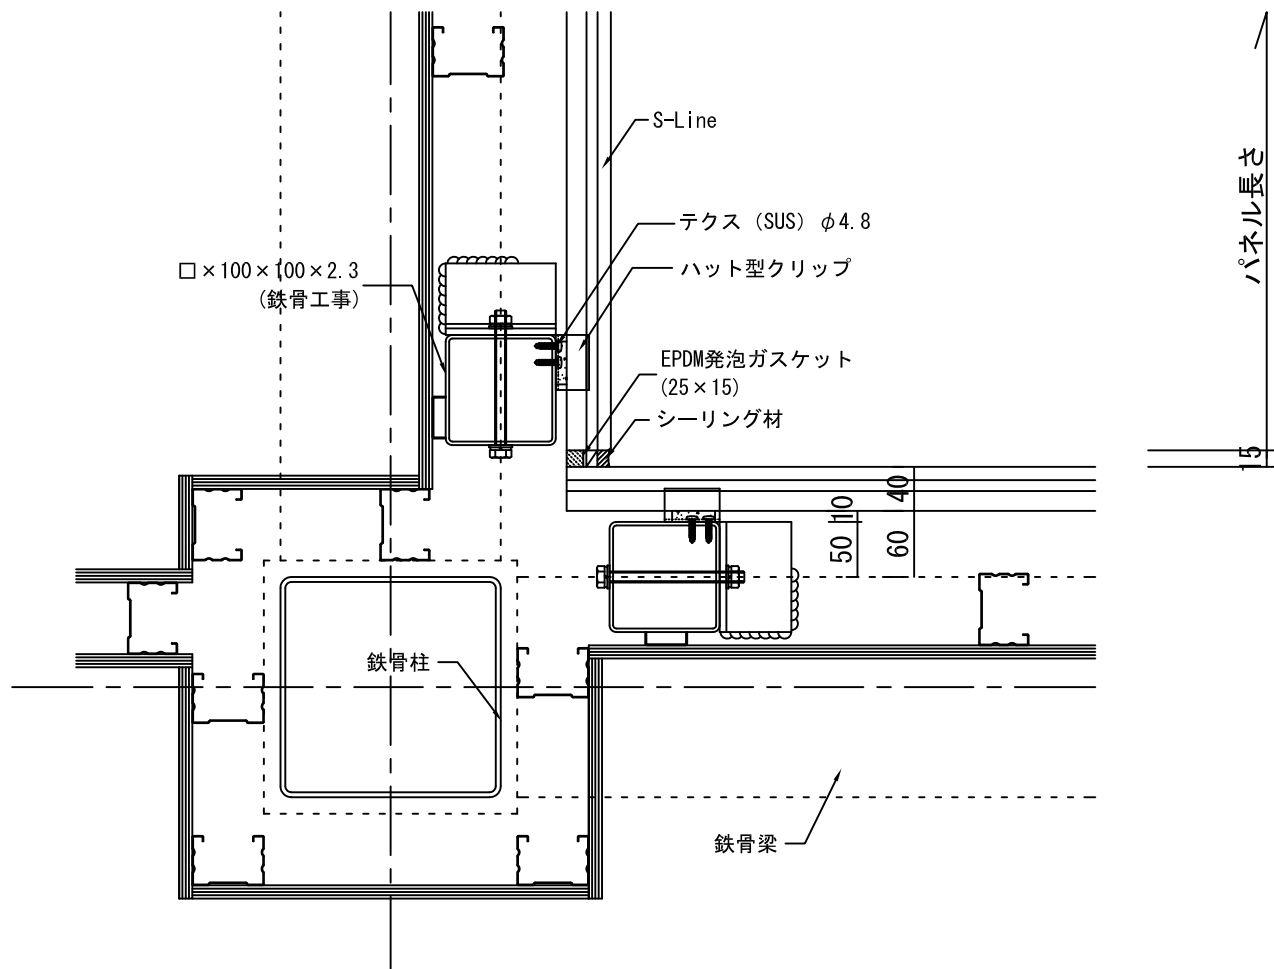 S-Line
テクス（SUS）φ4.8
ハット型クリップ
□×100×100×2.3
（鉄骨工事）
EPDM発泡ガスケット
(25×15)
シーリング材
パネル長さ
15
40
10
50
60
鉄骨柱
鉄骨梁